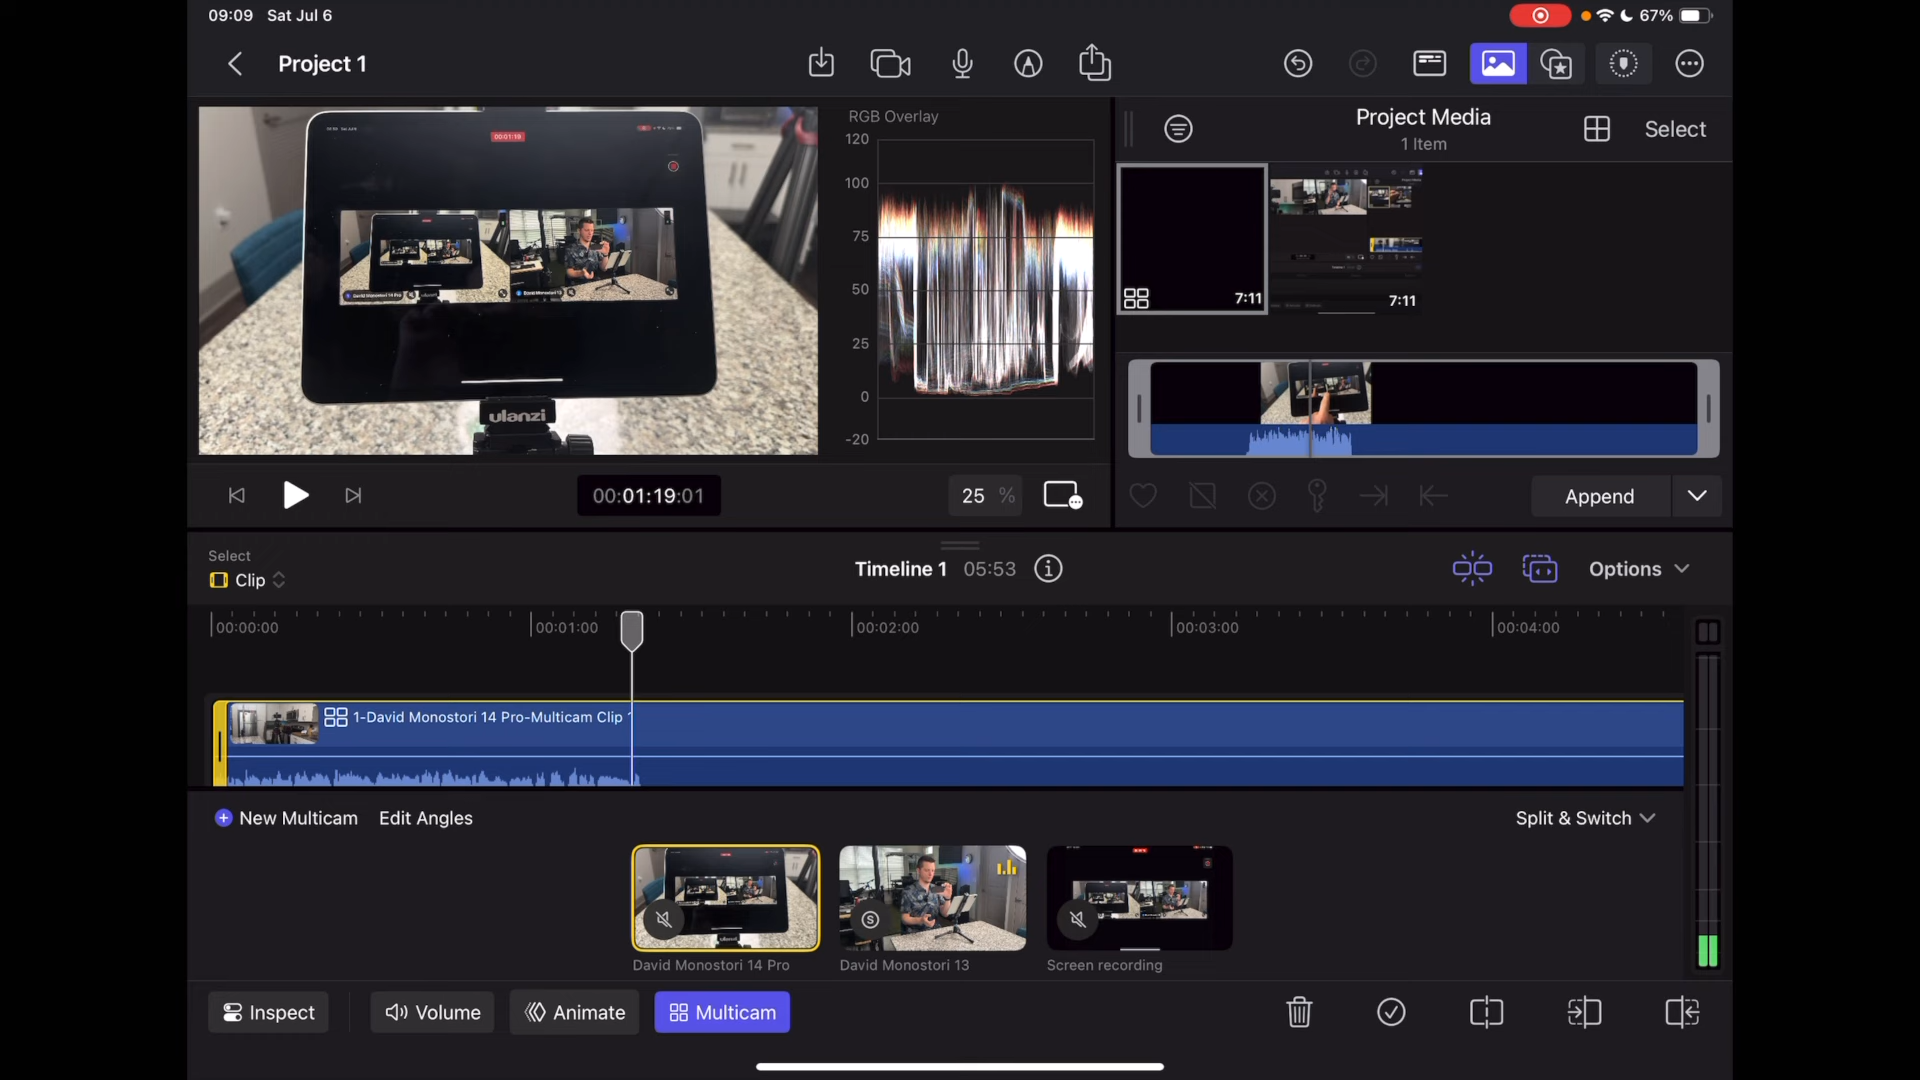 09:09 Sat Jul 6
67%
Project 1
RGB Overlay
120
100
75
50
25
0
-20
00:01:19
ulanzi
Project Media
1 Item
Select
7:11
7:11
00:01:19:01
25 %
Append
Select
Clip
Timeline 1 05:53
Options
00:00:00
00:01:00
00:02:00
00:03:00
00:04:00
1-David Monostori 14 Pro-Multicam Clip
New Multicam
Edit Angles
Split & Switch
S
David Monostori 14 Pro
David Monostori 13
Screen recording
Inspect
Volume
Animate
Multicam